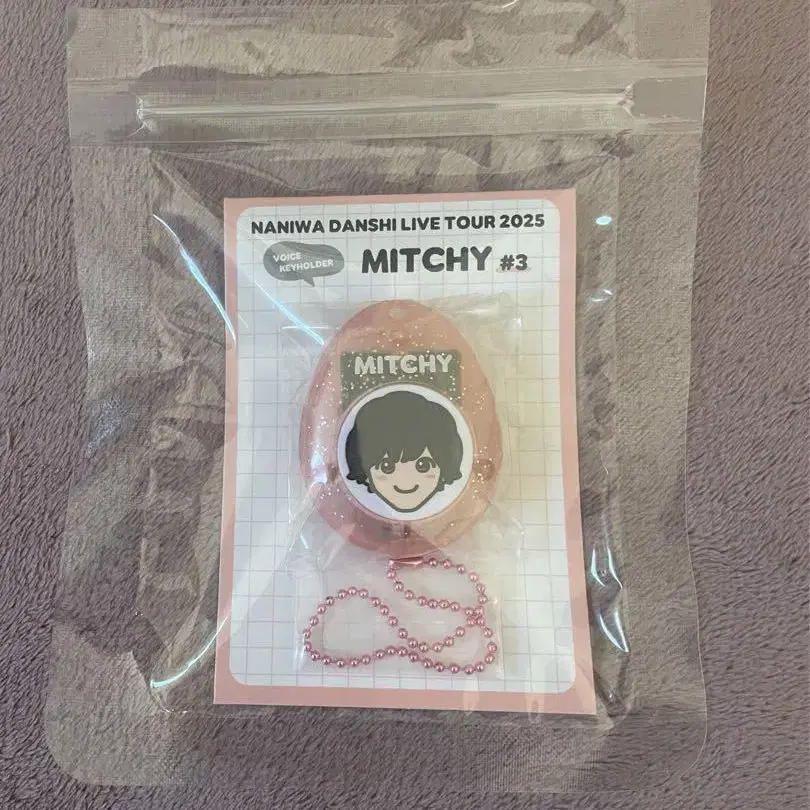 NANIWA DANSHI LIVE TOUR 2025
VOICE
KEYHOLDER
MITCHY #3
MITCHY